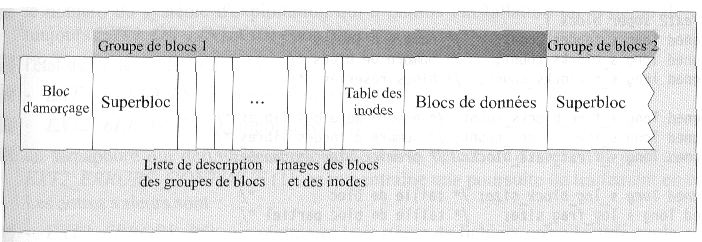 Groupe de blocs 1
Groupe de blocs 2
Bloc
d'amorçage
Superbloc
...
Table des
inodes
Blocs de données
Superbloc
Liste de description
des groupes de blocs
Images des blocs
et des inodes